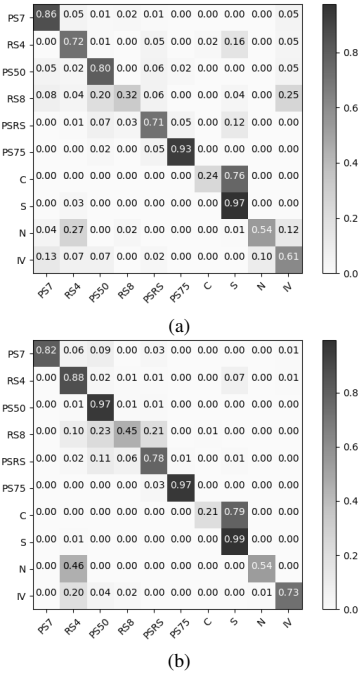 PS7 0.86 0.05 0.01 0.02 0.01 0.00 0.00 0.00 0.00 0.05
RS4 0.00 0.72 0.01 0.00 0.05 0.00 0.02 0.16 0.00 0.05
PS50 0.05 0.02 0.80 0.00 0.06 0.02 0.00 0.00 0.00 0.05
RS8 0.08 0.04 0.20 0.32 0.06 0.00 0.00 0.04 0.00 0.25
PSRS 0.00 0.01 0.07 0.03 0.71 0.05 0.00 0.12 0.00 0.00
PS75 0.00 0.00 0.02 0.00 0.05 0.93 0.00 0.00 0.00 0.00
C 0.00 0.00 0.00 0.00 0.00 0.00 0.24 0.76 0.00 0.00
S 0.00 0.03 0.00 0.00 0.00 0.00 0.00 0.97 0.00 0.00
N 0.04 0.27 0.00 0.02 0.00 0.00 0.00 0.01 0.54 0.12
IV 0.13 0.07 0.07 0.00 0.02 0.00 0.00 0.00 0.10 0.61
PS7 RS4 PS50 RS8 PSRS PS75 C S N IV
0.8
0.6
0.4
0.2
0.0
(a)
PS7 0.82 0.06 0.09 0.00 0.03 0.00 0.00 0.00 0.00 0.01
RS4 0.00 0.88 0.02 0.01 0.01 0.00 0.00 0.07 0.00 0.01
PS50 0.00 0.01 0.97 0.01 0.01 0.00 0.00 0.00 0.00 0.00
RS8 0.00 0.10 0.23 0.45 0.21 0.00 0.01 0.00 0.00 0.00
PSRS 0.00 0.02 0.11 0.06 0.78 0.01 0.00 0.01 0.00 0.00
PS75 0.00 0.00 0.00 0.00 0.03 0.97 0.00 0.00 0.00 0.00
C 0.00 0.00 0.00 0.00 0.00 0.00 0.21 0.79 0.00 0.00
S 0.00 0.01 0.00 0.00 0.00 0.00 0.00 0.99 0.00 0.00
N 0.00 0.46 0.00 0.00 0.00 0.00 0.00 0.00 0.54 0.00
IV 0.00 0.20 0.04 0.02 0.00 0.00 0.00 0.00 0.01 0.73
PS7 RS4 PS50 RS8 PSRS PS75 C S N IV
0.8
0.6
0.4
0.2
0.0
(b)